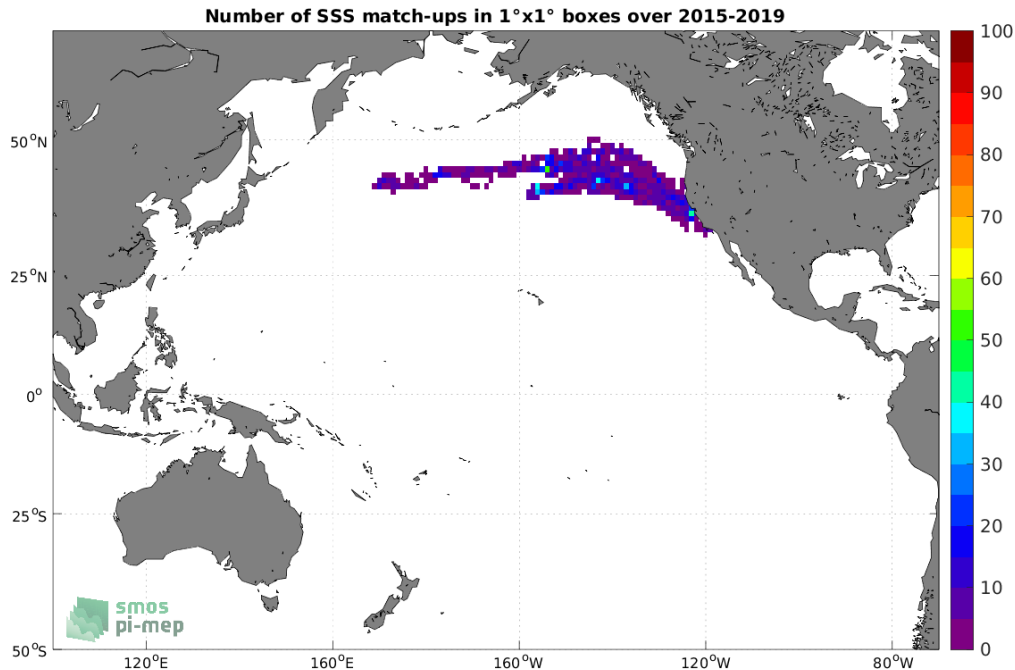 Number of SSS match-ups in 1°x1° boxes over 2015-2019
100
90
80
70
60
50
40
30
20
10
0
50°N
25°N
0°
25°S
50°S
120°E
160°E
160°W
120°W
80°W
smos
pi-mep